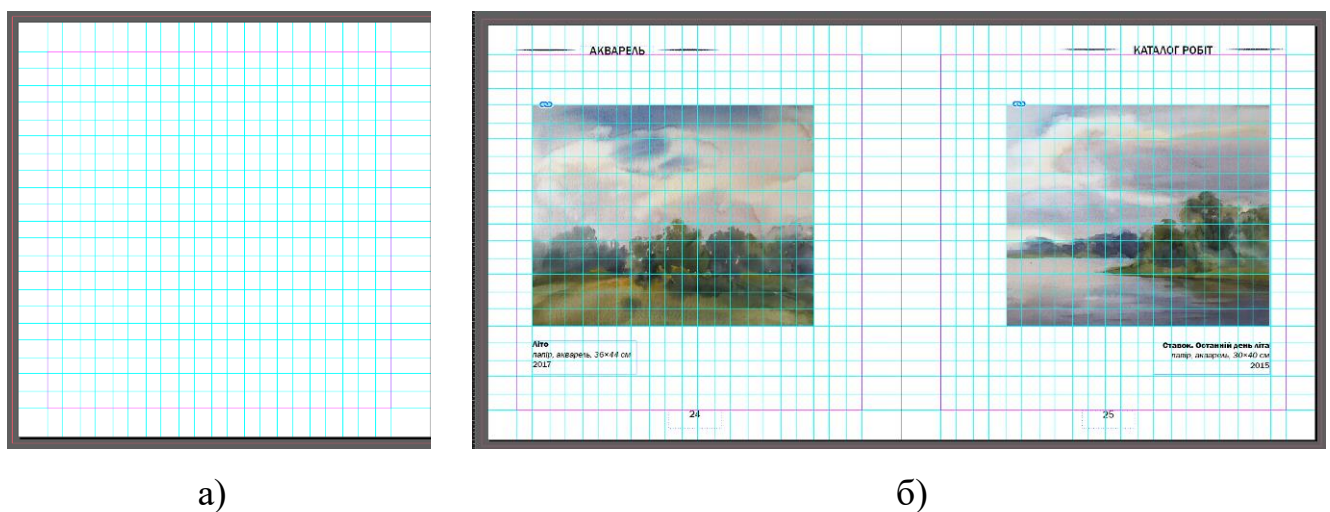 АКВАРЕЛЬ
КАТАЛОГ РОБІТ
Літо
папір, акварель, 36×44 см
2017
Ставок. Останній день літа
папір, акварель, 30×40 см
2015
24
25
а)
б)